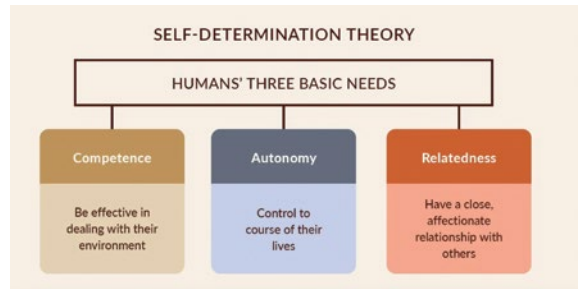 SELF-DETERMINATION THEORY
HUMANS' THREE BASIC NEEDS
Competence
Be effective in
dealing with their
environment
Autonomy
Control to
course of their
lives
Relatedness
Have a close,
affectionate
relationship with
others